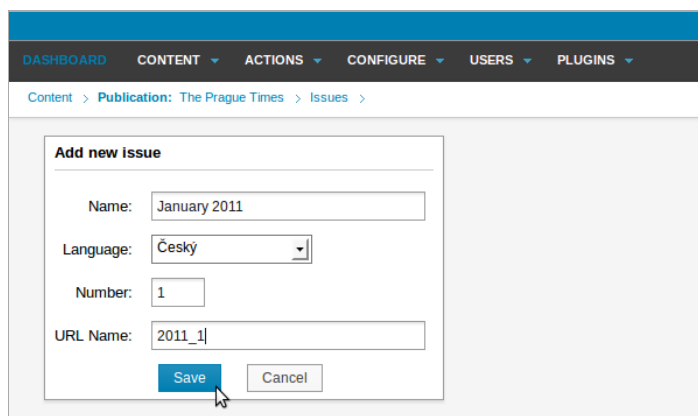 DASHBOARD CONTENT ACTIONS CONFIGURE USERS PLUGINS
Content > Publication: The Prague Times > Issues >
Add new issue
Name: January 2011
Language: Český
Number: 1
URL Name: 2011_1
Save Cancel